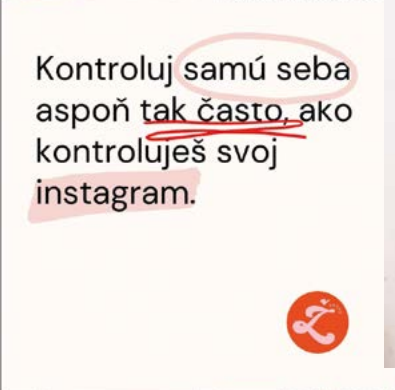 Kontroluj samú seba
aspoň tak často, ako
kontroluješ svoj
instagram.
Ž